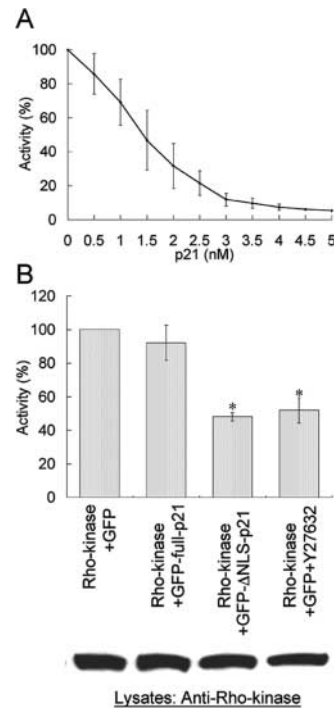 A
Activity (%)
100
80
60
40
20
0
0 0.5 1 1.5 2 2.5 3 3.5 4 4.5 5
p21 (nM)
B
Activity (%)
120
100
80
60
40
20
0
*
*
Rho-kinase
+GFP
Rho-kinase
+GFP-full-p21
Rho-kinase
+GFP-ΔNLS-p21
Rho-kinase
+GFP+Y27632
Lysates: Anti-Rho-kinase